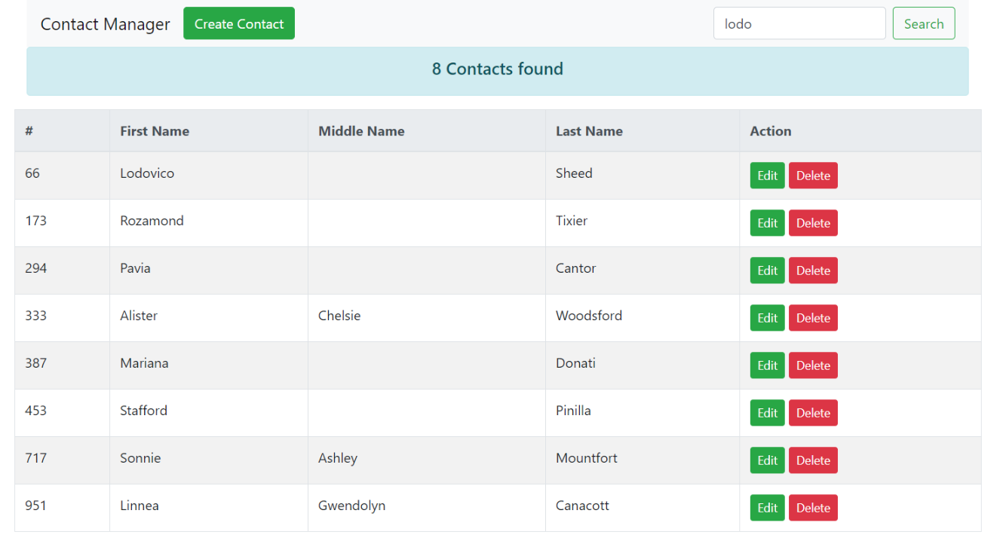 Contact Manager Create Contact lodo Search
8 Contacts found
# First Name Middle Name Last Name Action
66 Lodovico Sheed Edit Delete
173 Rozamond Tixier Edit Delete
294 Pavia Cantor Edit Delete
333 Alister Chelsie Woodsford Edit Delete
387 Mariana Donati Edit Delete
453 Stafford Pinilla Edit Delete
717 Sonnie Ashley Mountfort Edit Delete
951 Linnea Gwendolyn Canacott Edit Delete